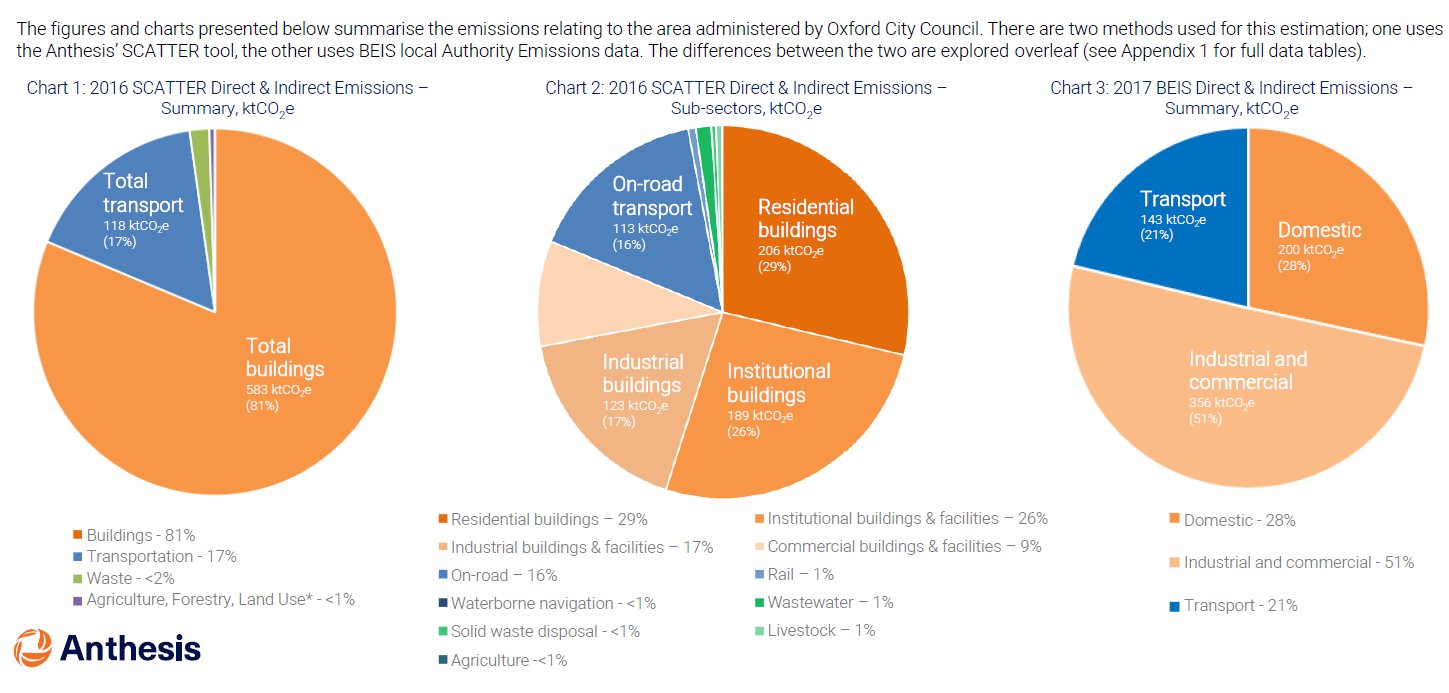 The figures and charts presented below summarise the emissions relating to the area administered by Oxford City Council. There are two methods used for this estimation; one uses
the Anthesis’ SCATTER tool, the other uses BEIS local Authority Emissions data. The differences between the two are explored overleaf (see Appendix 1 for full data tables).
Chart 1: 2016 SCATTER Direct & Indirect Emissions –
Summary, ktCO₂e
Total
transport
118 ktCO₂e
(17%)
Total
buildings
583 ktCO₂e
(81%)
Buildings - 81%
Transportation - 17%
Waste - <2%
Agriculture, Forestry, Land Use* - <1%
Chart 2: 2016 SCATTER Direct & Indirect Emissions –
Sub-sectors, ktCO₂e
On-road
transport
113 ktCO₂e
(16%)
Residential
buildings
206 ktCO₂e
(29%)
Industrial
buildings
123 ktCO₂e
(17%)
Institutional
buildings
189 ktCO₂e
(26%)
Residential buildings – 29%
Institutional buildings & facilities – 26%
Industrial buildings & facilities – 17%
Commercial buildings & facilities – 9%
On-road – 16%
Rail – 1%
Waterborne navigation - <1%
Wastewater – 1%
Solid waste disposal - <1%
Livestock – 1%
Agriculture -<1%
Chart 3: 2017 BEIS Direct & Indirect Emissions –
Summary, ktCO₂e
Transport
143 ktCO₂e
(21%)
Domestic
200 ktCO₂e
(28%)
Industrial and
commercial
356 ktCO₂e
(51%)
Domestic - 28%
Industrial and commercial - 51%
Transport - 21%
Anthesis